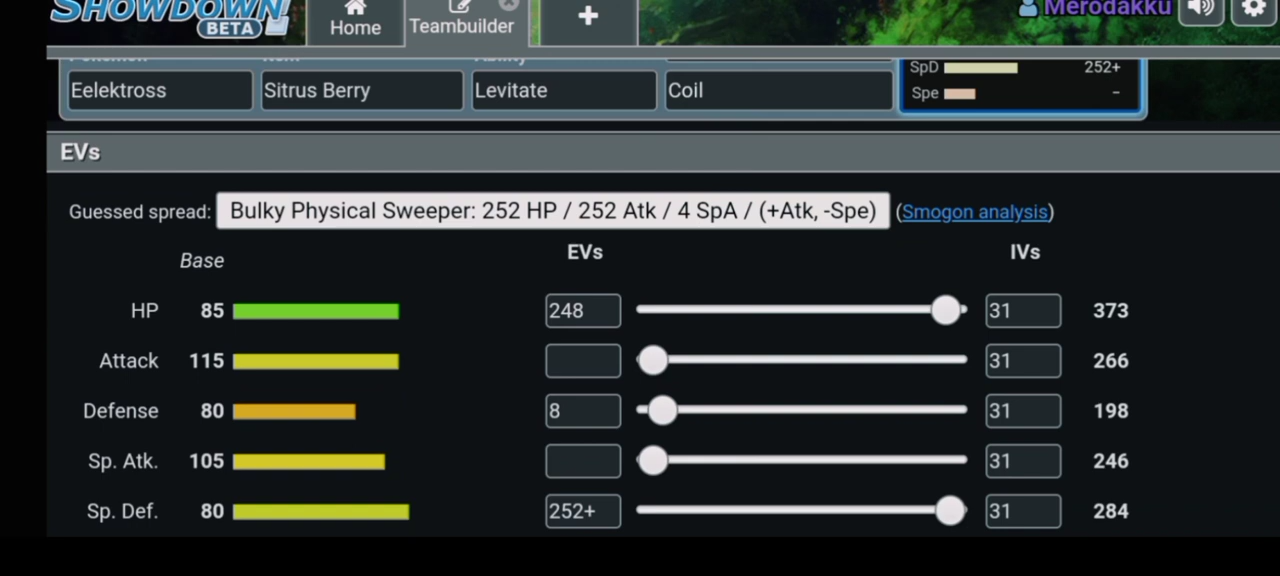 SHOWDOWN!
BETA
Home
Teambuilder
+
Merodakku
Eelektross
Sitrus Berry
Levitate
Coil
SpD 252+
Spe –
EVs
Guessed spread: Bulky Physical Sweeper: 252 HP / 252 Atk / 4 SpA / (+Atk, -Spe) (Smogon analysis)
Base EVs IVs
HP 85 248 31 373
Attack 115 31 266
Defense 80 8 31 198
Sp. Atk. 105 31 246
Sp. Def. 80 252+ 31 284